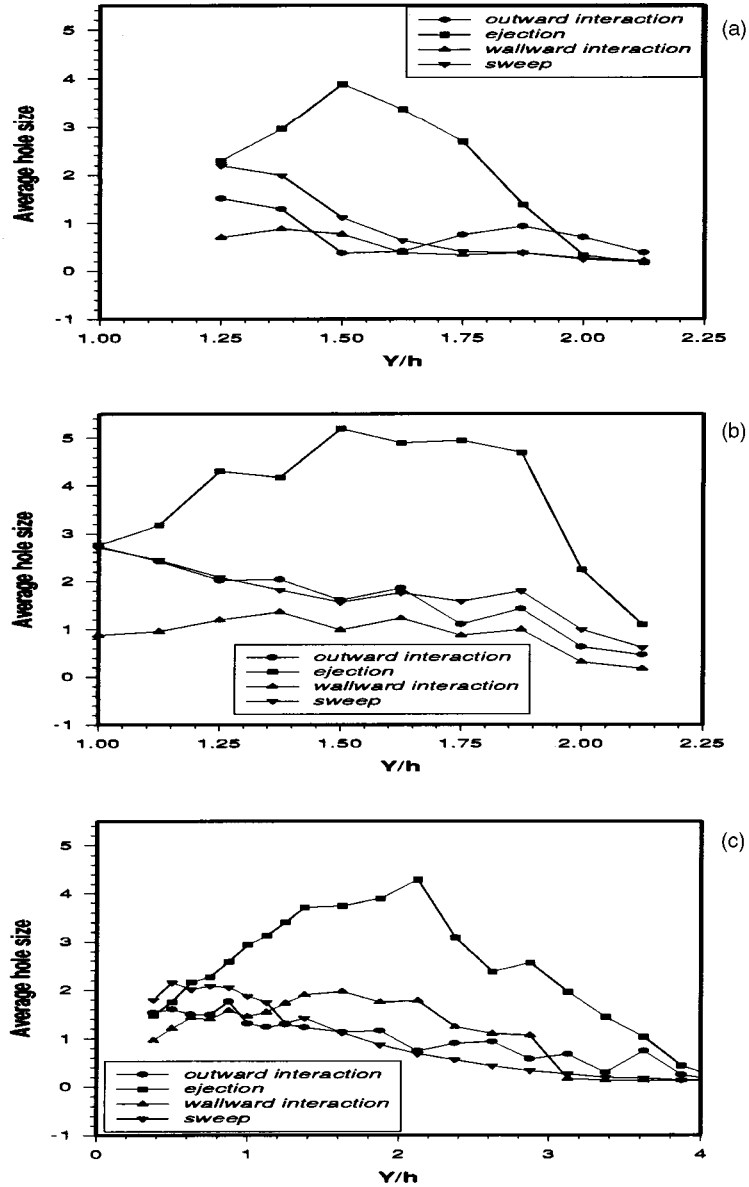 (a)
outward interaction
ejection
wallward interaction
sweep
5
4
3
2
1
0
-1
Average hole size
1.00 1.25 1.50 1.75 2.00 2.25
Y/h
(b)
5
4
3
2
1
0
-1
Average hole size
outward interaction
ejection
wallward interaction
sweep
1.00 1.25 1.50 1.75 2.00 2.25
Y/h
(c)
5
4
3
2
1
0
-1
Average hole size
outward interaction
ejection
wallward interaction
sweep
0 1 2 3 4
Y/h